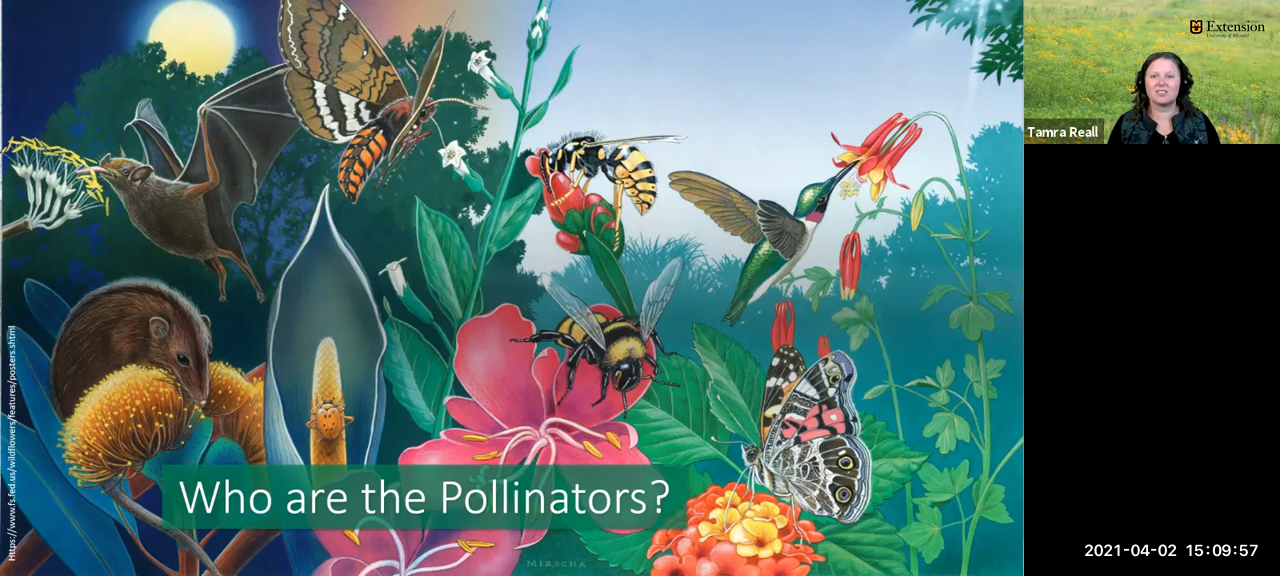 Https://www.fs.fed.us/wildflowers/features/posters.shtml
Who are the Pollinators?
MIROCHA
Extension
University of Missouri
Tamra Reall
2021-04-02 15:09:57